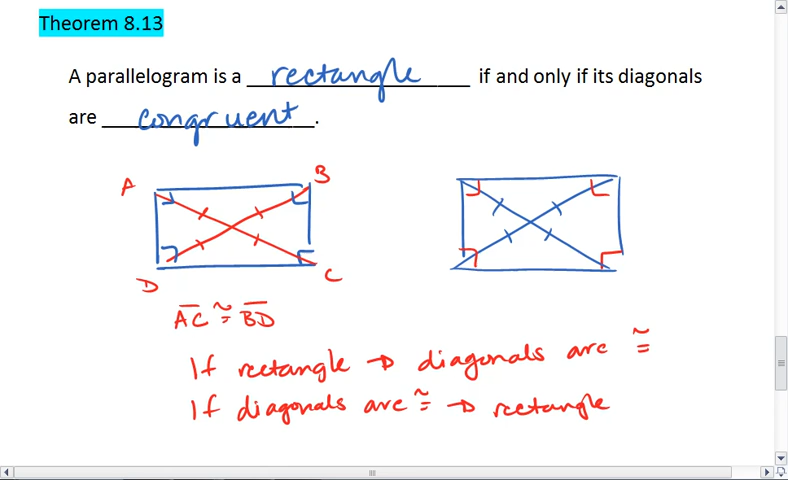 Theorem 8.13
A parallelogram is a rectangle if and only if its diagonals
are congruent.
A
B
D
C
AC ≅ BD
If rectangle → diagonals are ≅
If diagonals are ≅ → rectangle